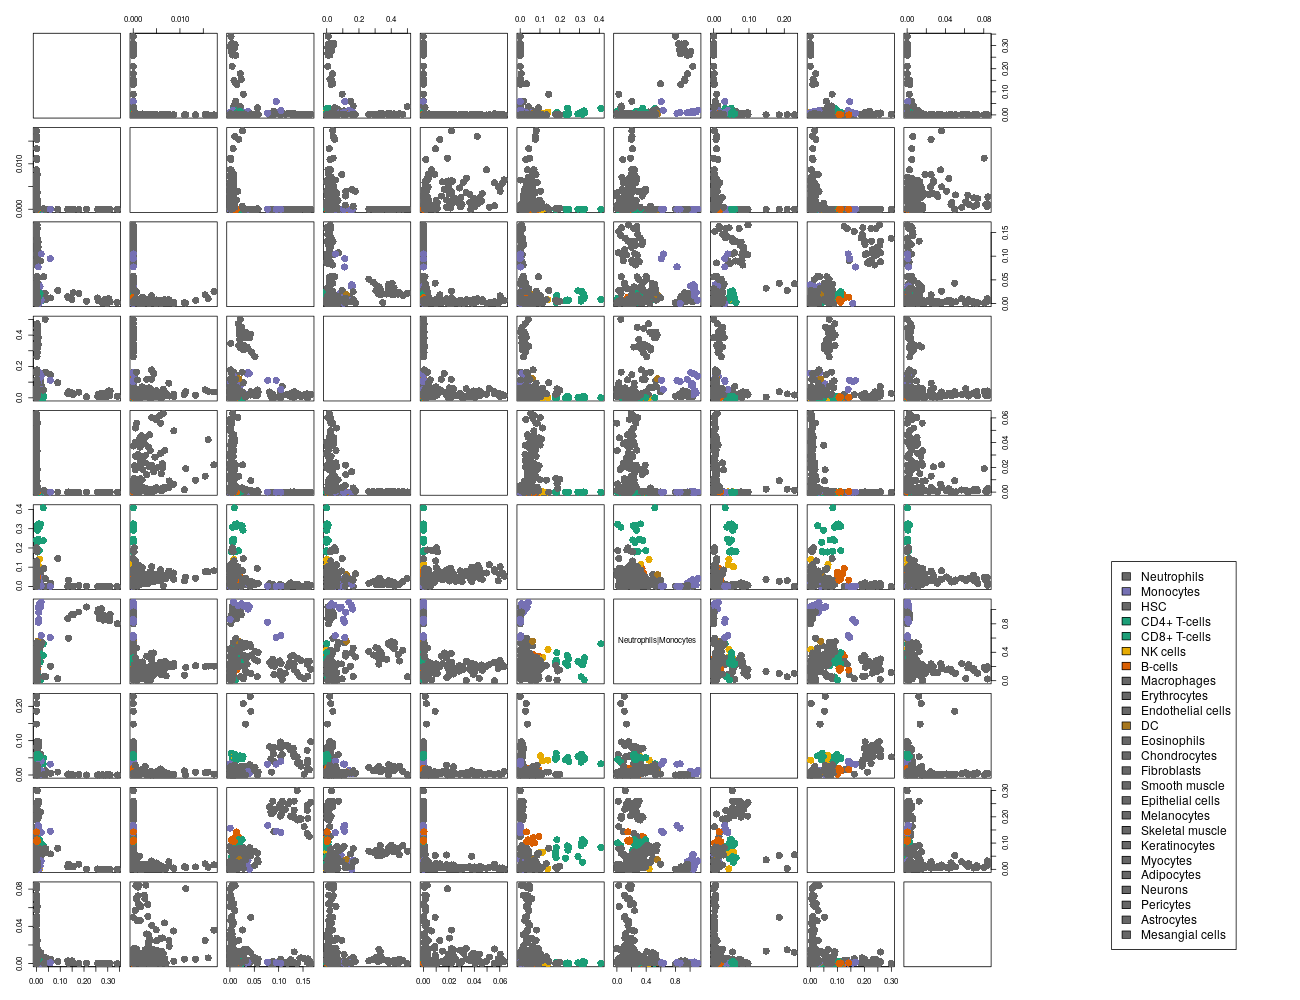 0.000 0.010 0.0 0.2 0.4 0.0 0.1 0.2 0.3 0.4 0.00 0.10 0.20 0.00 0.04 0.08
0.00 0.10 0.20 0.30
0.000 0.010
0.00 0.05 0.10 0.15
0.0 0.2 0.4
0.00 0.02 0.04 0.06
0.0 0.1 0.2 0.3 0.4
Neutrophils|Monocytes
0.0 0.4 0.8
0.00 0.10 0.20
0.00 0.10 0.20 0.30
0.00 0.04 0.08
0.00 0.10 0.20 0.30 0.00 0.05 0.10 0.15 0.00 0.02 0.04 0.06 0.0 0.4 0.8 0.00 0.10 0.20 0.30
Neutrophils
Monocytes
HSC
CD4+ T-cells
CD8+ T-cells
NK cells
B-cells
Macrophages
Erythrocytes
Endothelial cells
DC
Eosinophils
Chondrocytes
Fibroblasts
Smooth muscle
Epithelial cells
Melanocytes
Skeletal muscle
Keratinocytes
Myocytes
Adipocytes
Neurons
Pericytes
Astrocytes
Mesangial cells